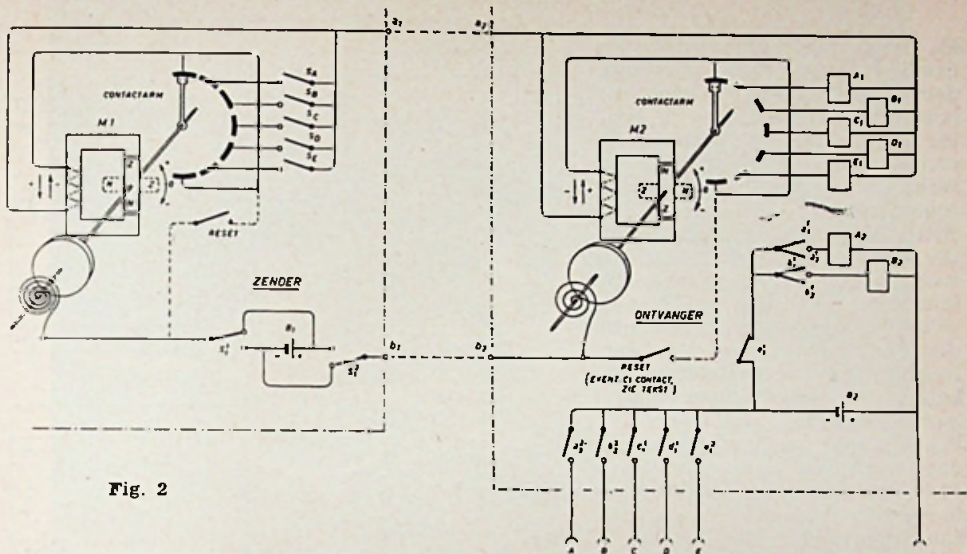 a1
a2
SA
SB
SC
SD
SE
CONTACTARM
M1
Z
N
Z
N
RESET
ZENDER
B1
- +
b1
CONTACTARM
M2
N
Z
N
Z
A1
B1
C1
D1
E1
A2
B2
ONTVANGER
b2
RESET
(EVENT. C1 CONTACT,
ZIE TEKST)
B2
- +
Fig. 2
A B C D E